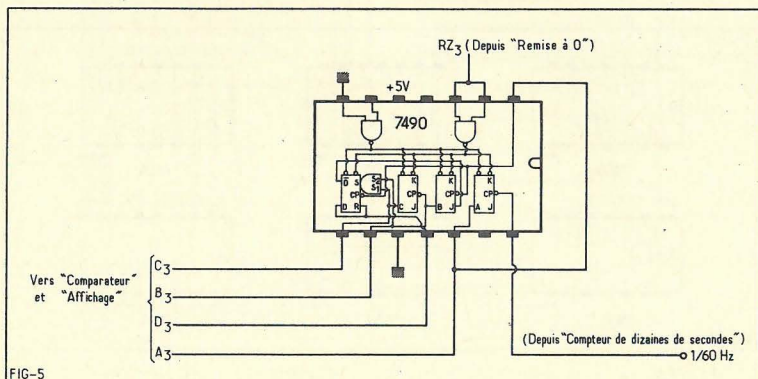 RZ3 (Depuis "Remise à 0")
+5V
7490
D S S2 K K K
S1
CP CP CP CP
D R C J B J A J
C3
Vers "Comparateur"
et "Affichage"
B3
D3
A3
(Depuis "Compteur de dizaines de secondes")
1/60 Hz
FIG-5